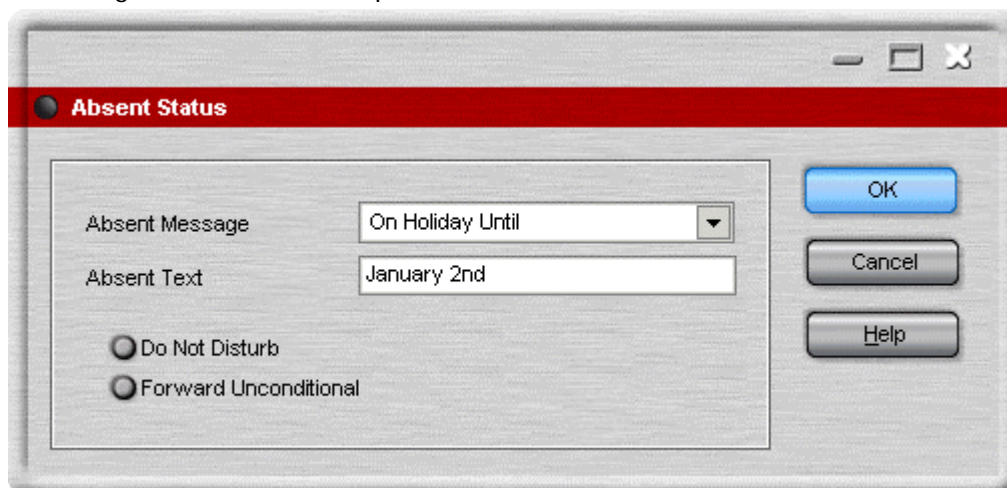 Absent Status
Absent Message On Holiday Until
Absent Text January 2nd
Do Not Disturb
Forward Unconditional
OK
Cancel
Help